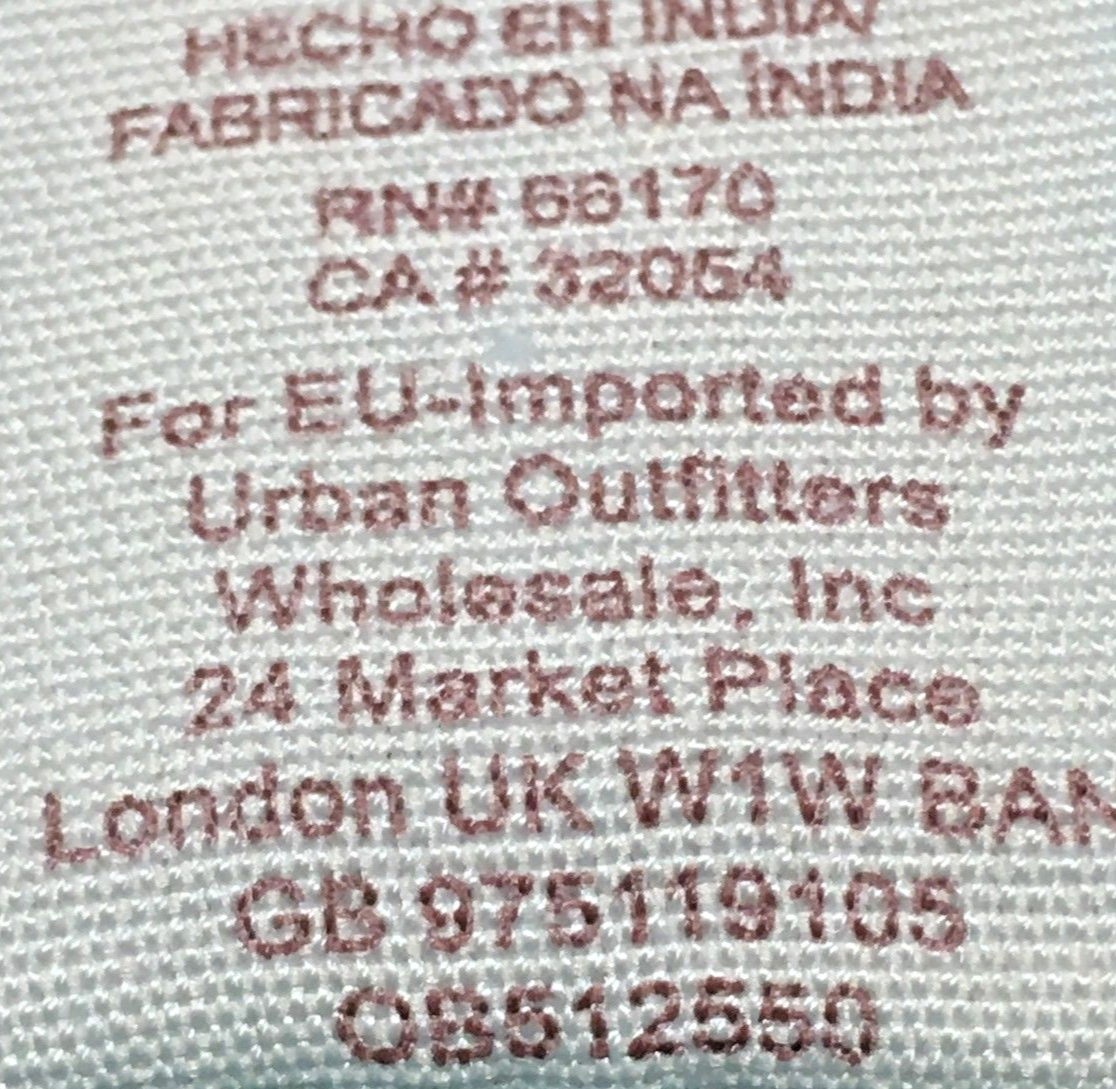 HECHO EN INDIA/
FABRICADO NA ÍNDIA
RN# 66170
CA # 32054
For EU-Imported by
Urban Outfitters
Wholesale, Inc
24 Market Place
London UK W1W BAN
GB 975119105
OB512550